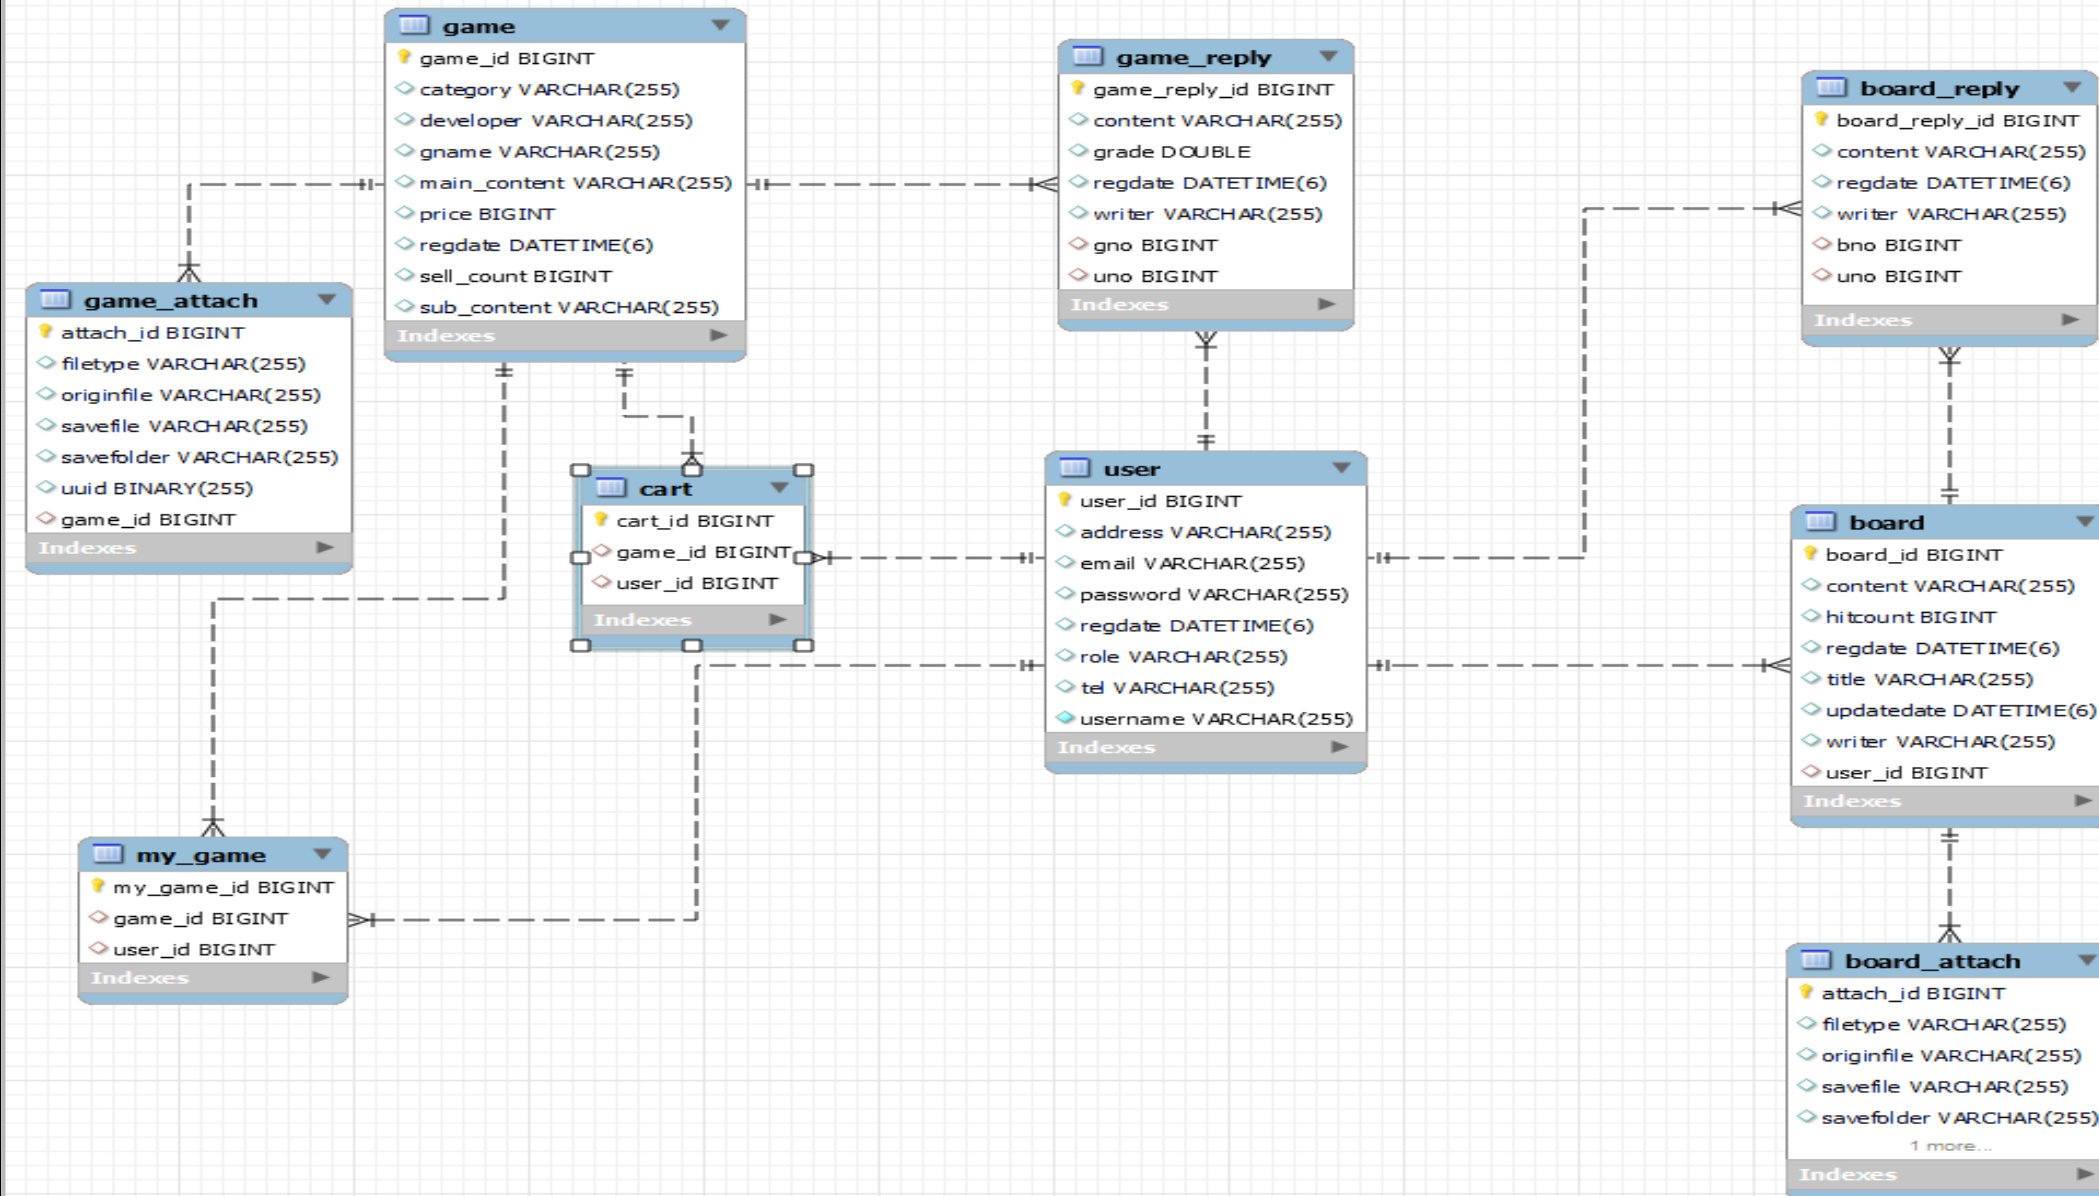 game
game_id BIGINT
category VARCHAR(255)
developer VARCHAR(255)
gname VARCHAR(255)
main_content VARCHAR(255)
price BIGINT
regdate DATETIME(6)
sell_count BIGINT
sub_content VARCHAR(255)
Indexes
game_reply
game_reply_id BIGINT
content VARCHAR(255)
grade DOUBLE
regdate DATETIME(6)
writer VARCHAR(255)
gno BIGINT
uno BIGINT
Indexes
board_reply
board_reply_id BIGINT
content VARCHAR(255)
regdate DATETIME(6)
writer VARCHAR(255)
bno BIGINT
uno BIGINT
Indexes
game_attach
attach_id BIGINT
filetype VARCHAR(255)
originfile VARCHAR(255)
savefile VARCHAR(255)
savefolder VARCHAR(255)
uuid BINARY(255)
game_id BIGINT
Indexes
cart
cart_id BIGINT
game_id BIGINT
user_id BIGINT
Indexes
user
user_id BIGINT
address VARCHAR(255)
email VARCHAR(255)
password VARCHAR(255)
regdate DATETIME(6)
role VARCHAR(255)
tel VARCHAR(255)
username VARCHAR(255)
Indexes
board
board_id BIGINT
content VARCHAR(255)
hitcount BIGINT
regdate DATETIME(6)
title VARCHAR(255)
updatedate DATETIME(6)
writer VARCHAR(255)
user_id BIGINT
Indexes
my_game
my_game_id BIGINT
game_id BIGINT
user_id BIGINT
Indexes
board_attach
attach_id BIGINT
filetype VARCHAR(255)
originfile VARCHAR(255)
savefile VARCHAR(255)
savefolder VARCHAR(255)
1 more...
Indexes